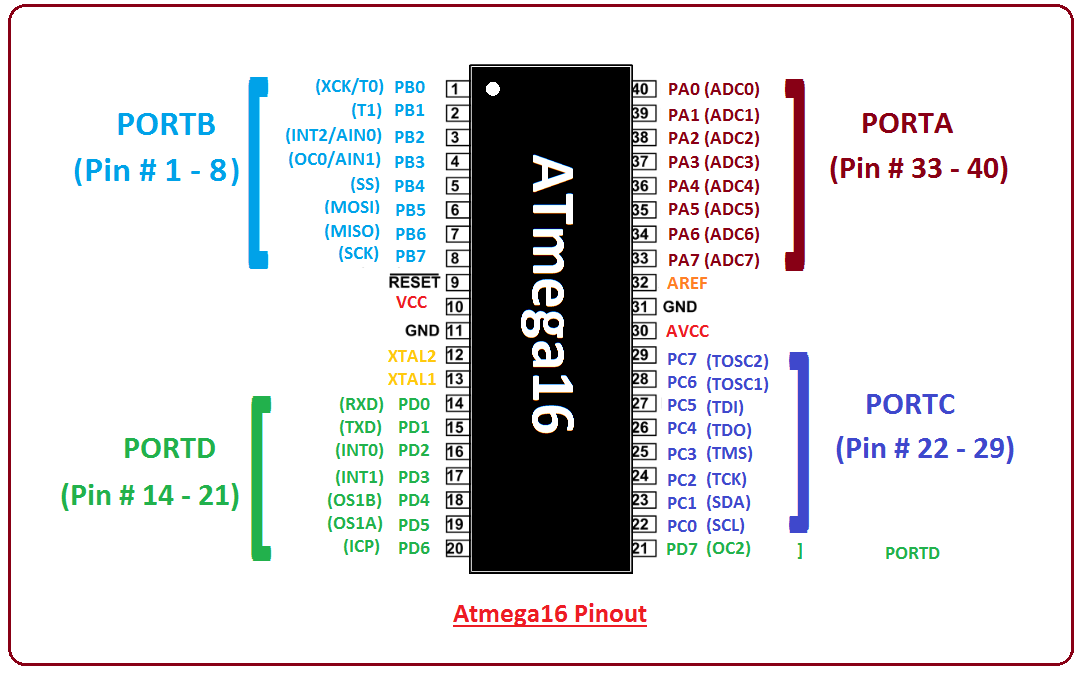 PORTB
(Pin # 1 - 8)
(XCK/T0) PB0 1
(T1) PB1 2
(INT2/AIN0) PB2 3
(OC0/AIN1) PB3 4
(SS) PB4 5
(MOSI) PB5 6
(MISO) PB6 7
(SCK) PB7 8
RESET 9
VCC 10
GND 11
XTAL2 12
XTAL1 13
PORTD
(Pin # 14 - 21)
(RXD) PD0 14
(TXD) PD1 15
(INT0) PD2 16
(INT1) PD3 17
(OS1B) PD4 18
(OS1A) PD5 19
(ICP) PD6 20
ATmega16
40 PA0 (ADC0)
39 PA1 (ADC1)
38 PA2 (ADC2)
37 PA3 (ADC3)
36 PA4 (ADC4)
35 PA5 (ADC5)
34 PA6 (ADC6)
33 PA7 (ADC7)
PORTA
(Pin # 33 - 40)
32 AREF
31 GND
30 AVCC
29 PC7 (TOSC2)
28 PC6 (TOSC1)
27 PC5 (TDI)
26 PC4 (TDO)
25 PC3 (TMS)
24 PC2 (TCK)
23 PC1 (SDA)
22 PC0 (SCL)
PORTC
(Pin # 22 - 29)
21 PD7 (OC2) ] PORTD
Atmega16 Pinout